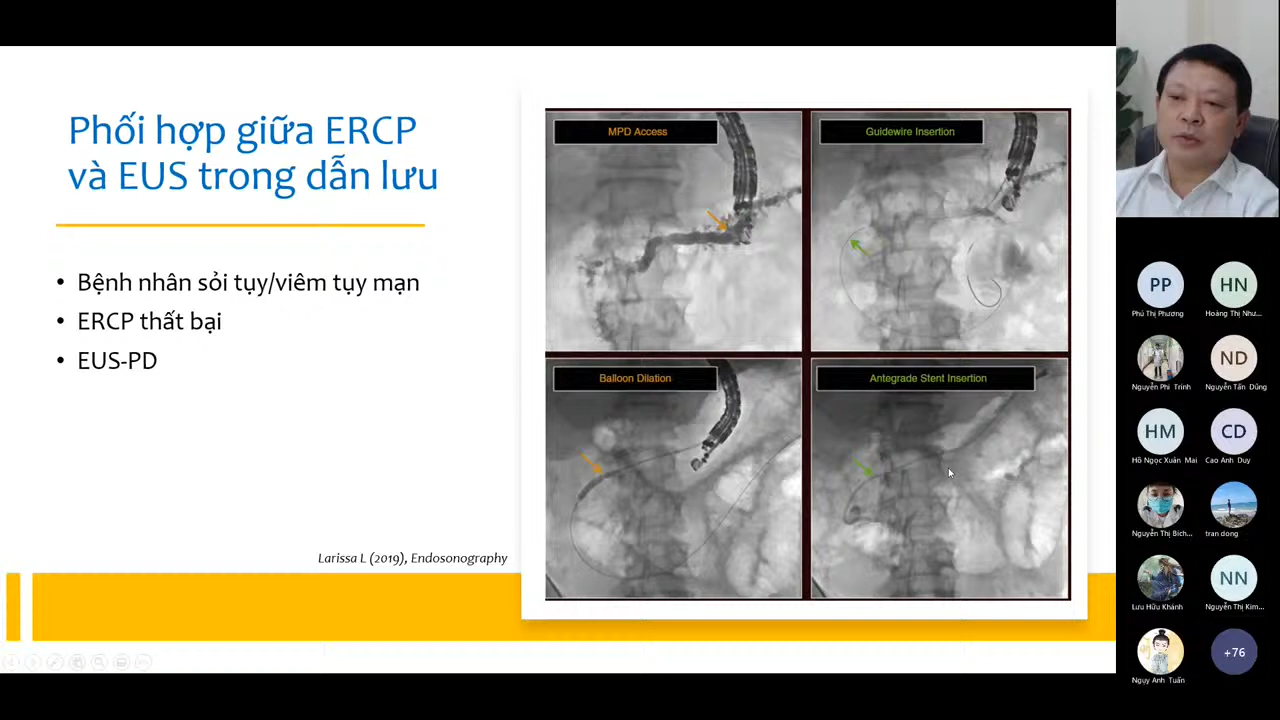 Phối hợp giữa ERCP
và EUS trong dẫn lưu
• Bệnh nhân sỏi tụy/viêm tụy mạn
• ERCP thất bại
• EUS-PD
Larissa L (2019), Endosonography
MPD Access
Guidewire Insertion
Balloon Dilation
Antegrade Stent Insertion
PP
HN
Phú Thị Phương
Hoàng Thị Như...
ND
Nguyễn Phi Trinh
Nguyễn Tấn Dũng
HM
CD
Hồ Ngọc Xuân Mai
Cao Anh Duy
Nguyễn Thị Bích...
tran dong
NN
Lưu Hữu Khánh
Nguyễn Thị Kim...
+76
Ngụy Anh Tuấn